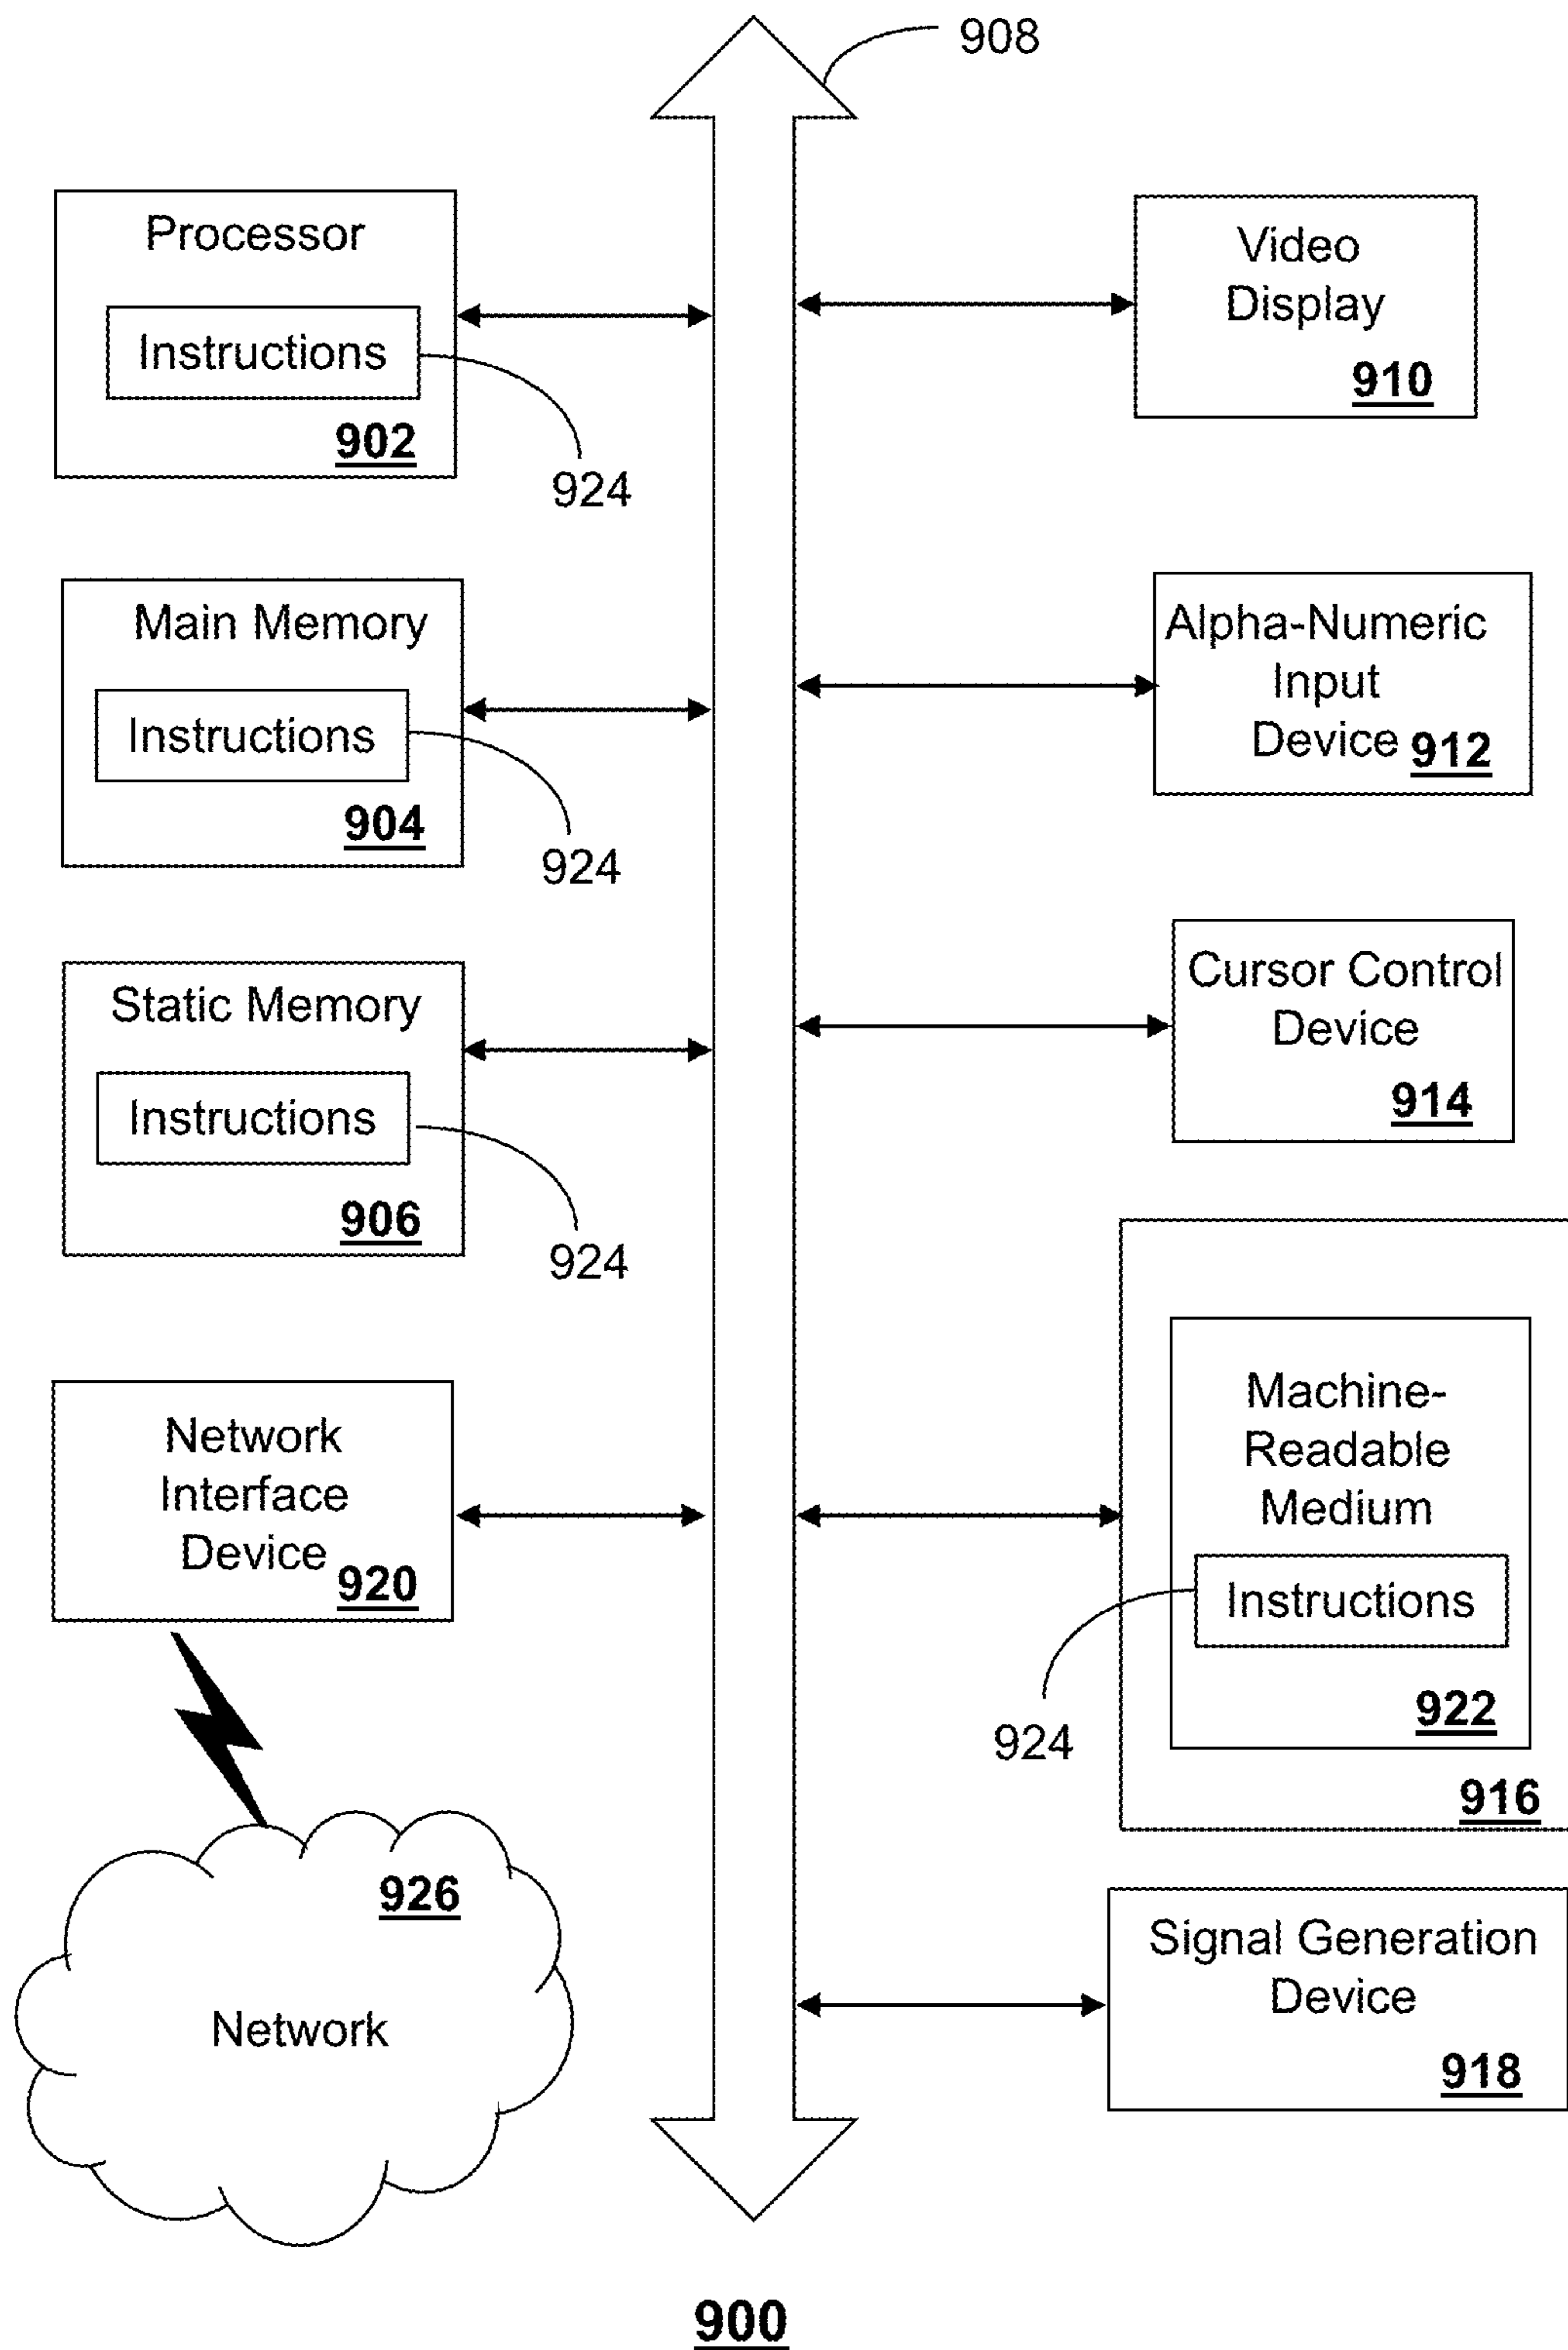 908
Processor
Instructions
902
924
Main Memory
Instructions
904
924
Static Memory
Instructions
906
924
Network
Interface
Device
920
926
Network
Video
Display
910
Alpha-Numeric
Input
Device 912
Cursor Control
Device
914
Machine-
Readable
Medium
Instructions
924
922
916
Signal Generation
Device
918
900